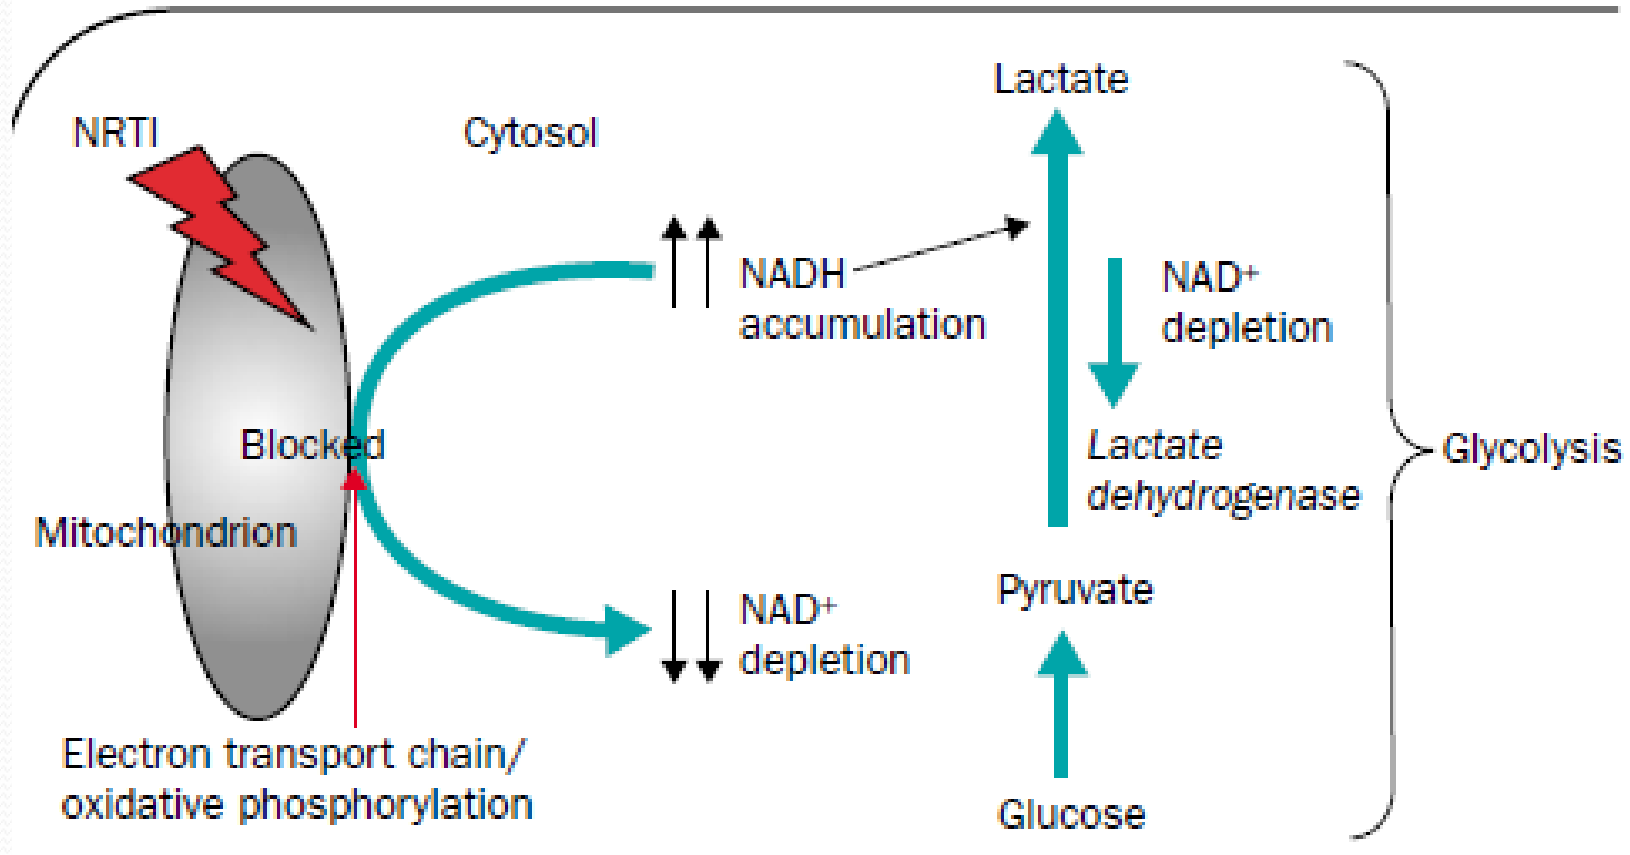 NRTI
Cytosol
Lactate
NADH
accumulation
NAD+
depletion
Blocked
Lactate
dehydrogenase
Glycolysis
Mitochondrion
NAD+
depletion
Pyruvate
Electron transport chain/
oxidative phosphorylation
Glucose